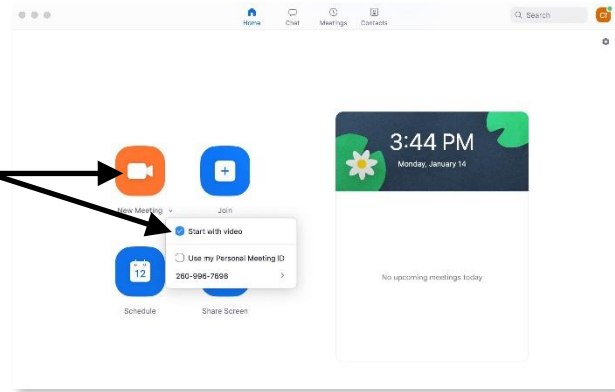 Home Chat Meetings Contacts
Search
3:44 PM
Monday, January 14
New Meeting Join
Start with video
Use my Personal Meeting ID
260-996-7696
12
No upcoming meetings today
Schedule Share Screen